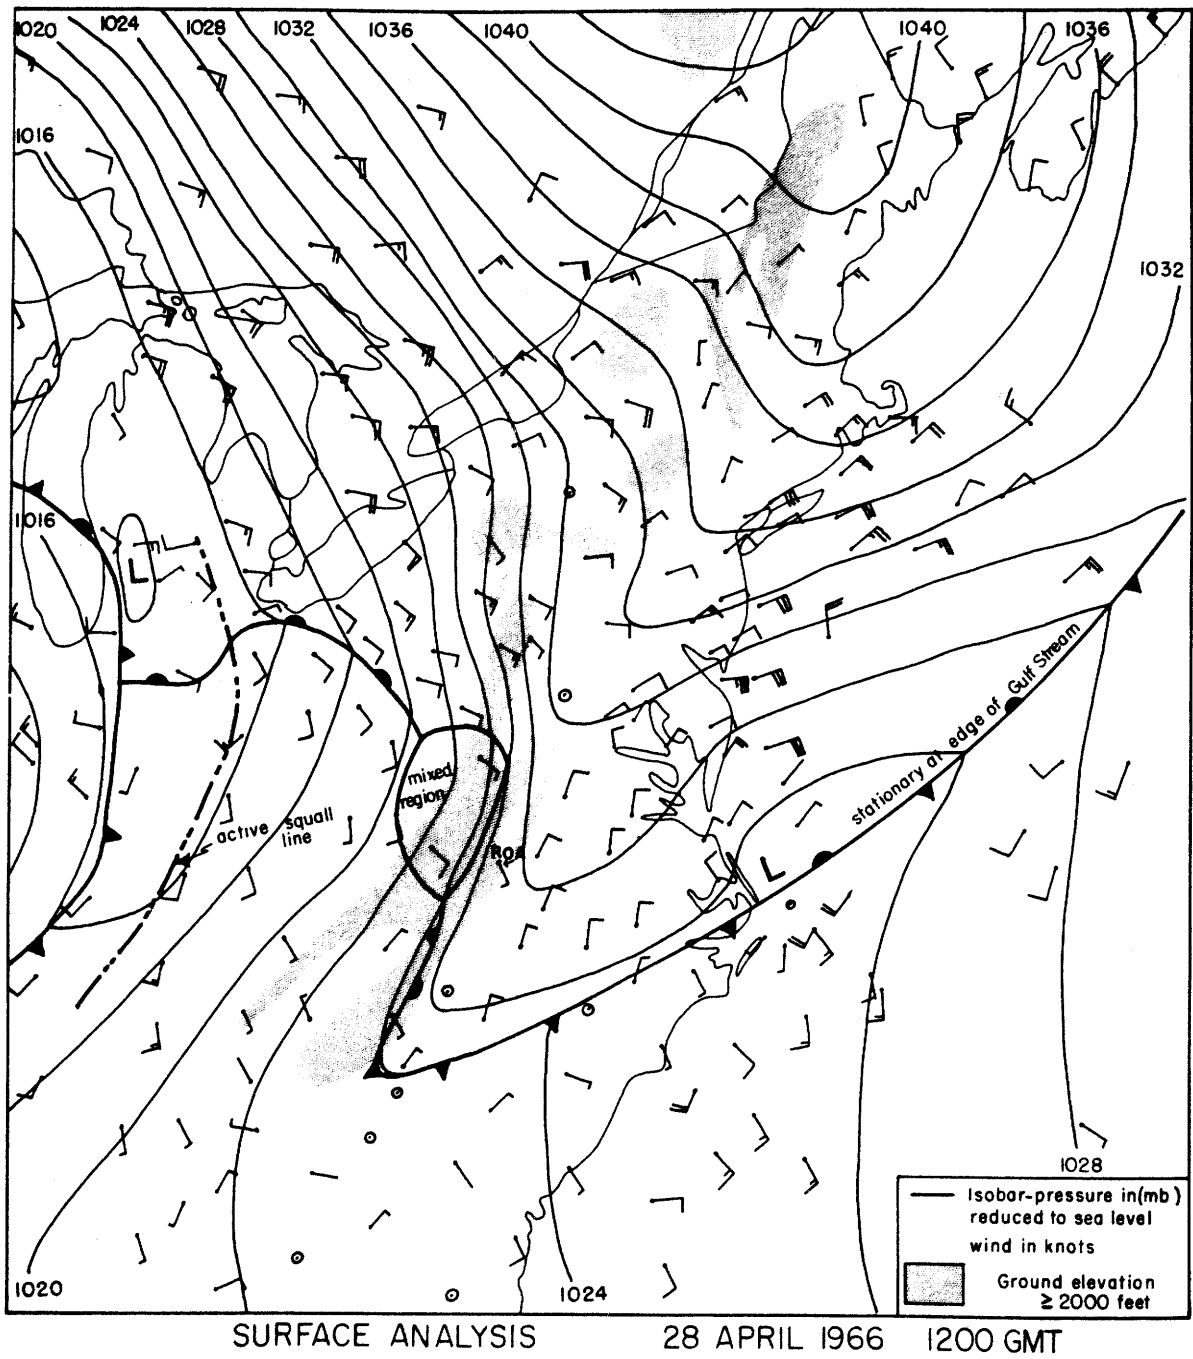 1020
1024
1028
1032
1036
1040
1040
1036
1016
1032
1016
L
mixed
region
active squall
line
ROA
stationary at edge of Gulf Stream
L
1028
Isobar-pressure in(mb)
reduced to sea level
wind in knots
Ground elevation
≥ 2000 feet
1020
1024
SURFACE ANALYSIS 28 APRIL 1966 1200 GMT